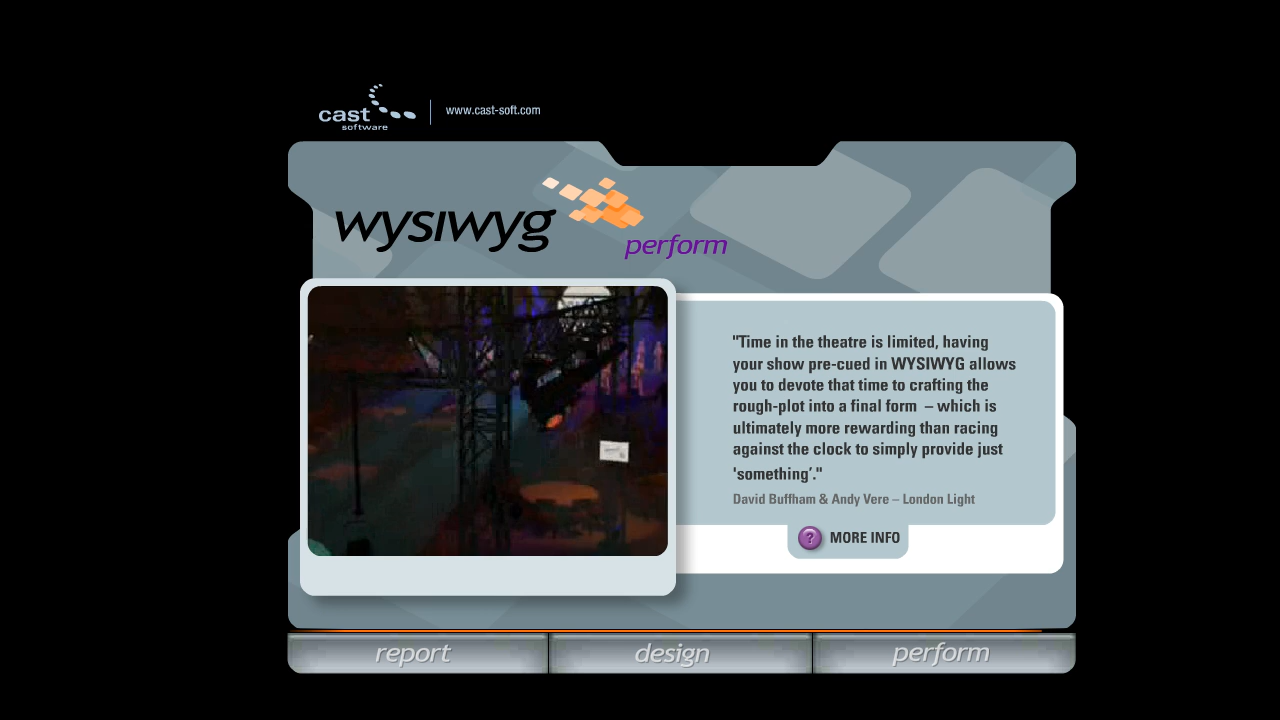 cast
software
www.cast-soft.com
wysiwyg
perform
"Time in the theatre is limited, having
your show pre-cued in WYSIWYG allows
you to devote that time to crafting the
rough-plot into a final form – which is
ultimately more rewarding than racing
against the clock to simply provide just
'something'."
David Buffham & Andy Vere – London Light
? MORE INFO
report
design
perform